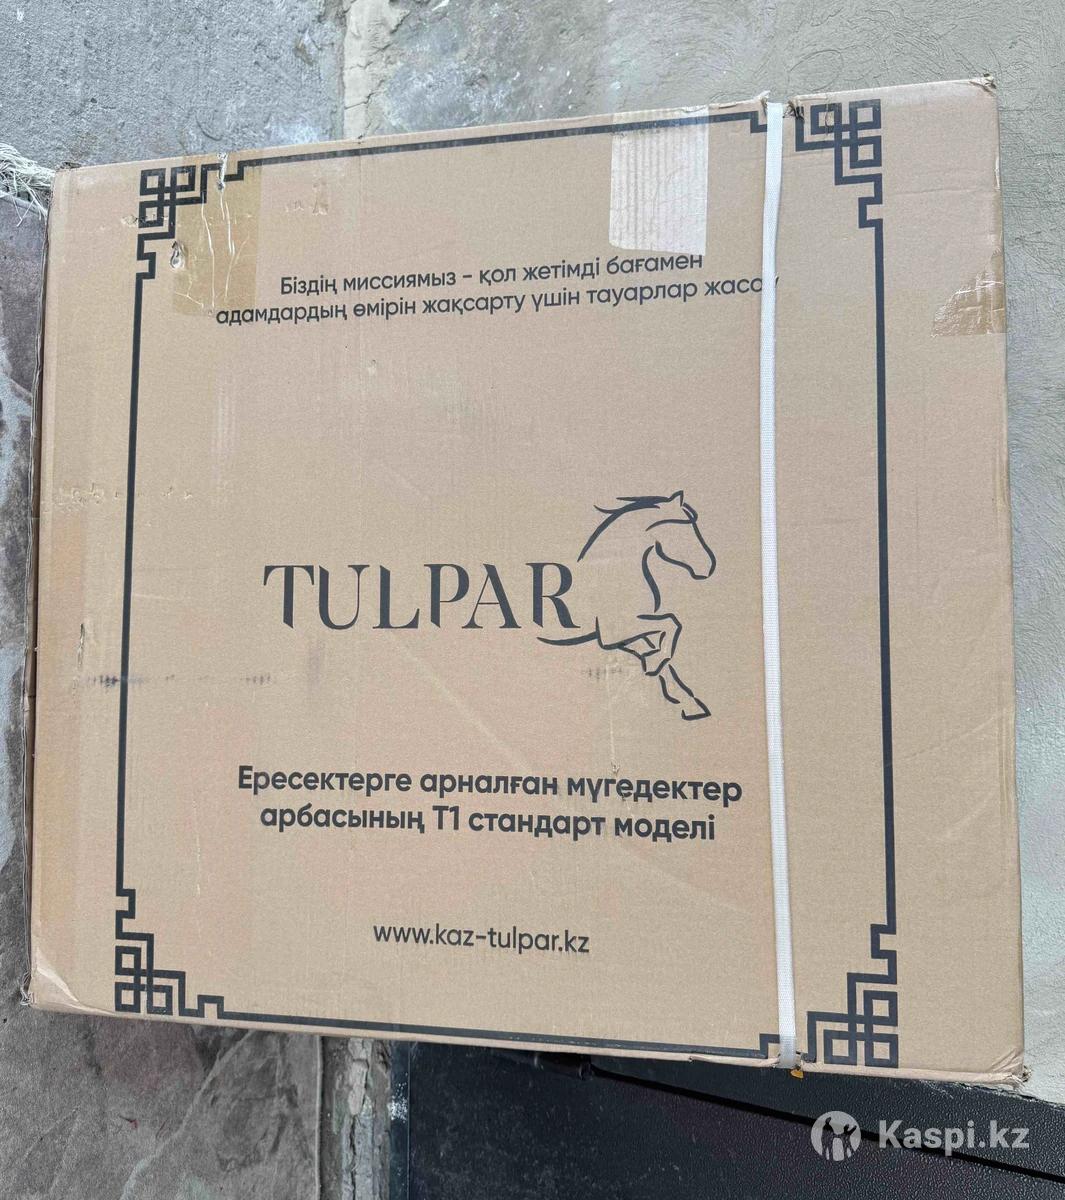 Біздің миссиямыз - қол жетімді бағамен
адамдардың өмірін жақсарту үшін тауарлар жасау
TULPAR
Ересектерге арналған мүгедектер
арбасының T1 стандарт моделі
www.kaz-tulpar.kz
Kaspi.kz